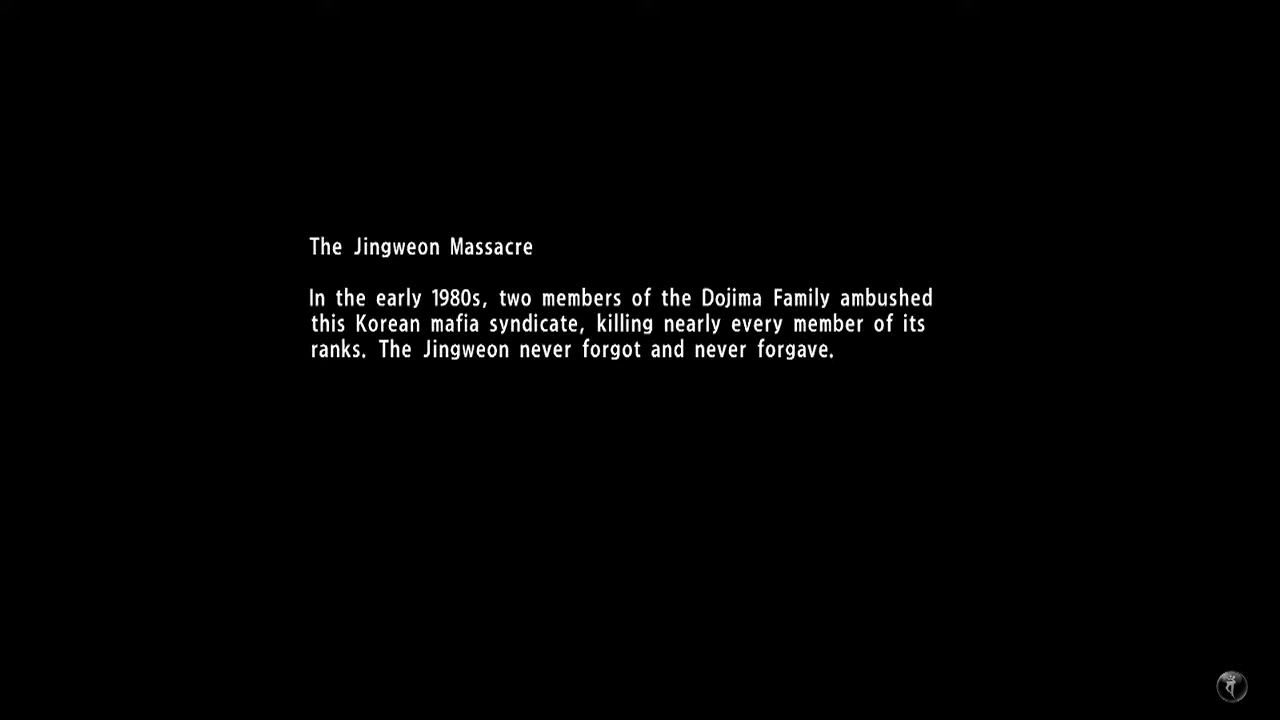 The Jingweon Massacre
In the early 1980s, two members of the Dojima Family ambushed
this Korean mafia syndicate, killing nearly every member of its
ranks. The Jingweon never forgot and never forgave.